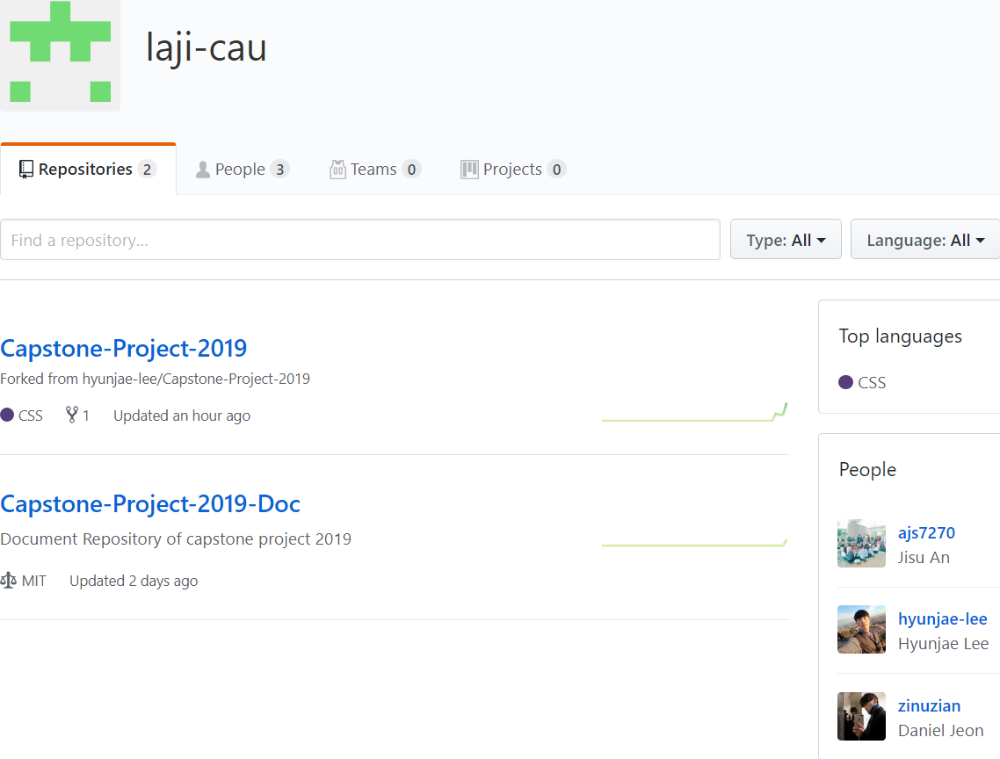 laji-cau
Repositories 2 People 3 Teams 0 Projects 0
Find a repository... Type: All Language: All
Capstone-Project-2019
Forked from hyunjae-lee/Capstone-Project-2019
CSS 1 Updated an hour ago
Capstone-Project-2019-Doc
Document Repository of capstone project 2019
MIT Updated 2 days ago
Top languages
CSS
People
ajs7270
Jisu An
hyunjae-lee
Hyunjae Lee
zinuzian
Daniel Jeon